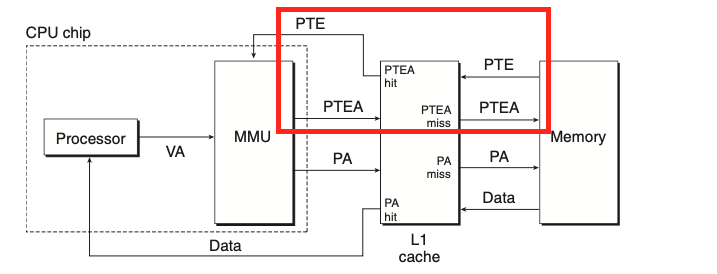 PTE
CPU chip
PTEA
hit
PTE
PTEA
PTEA
miss
PTEA
Processor
VA
MMU
Memory
PA
PA
miss
PA
PA
hit
Data
Data
L1
cache